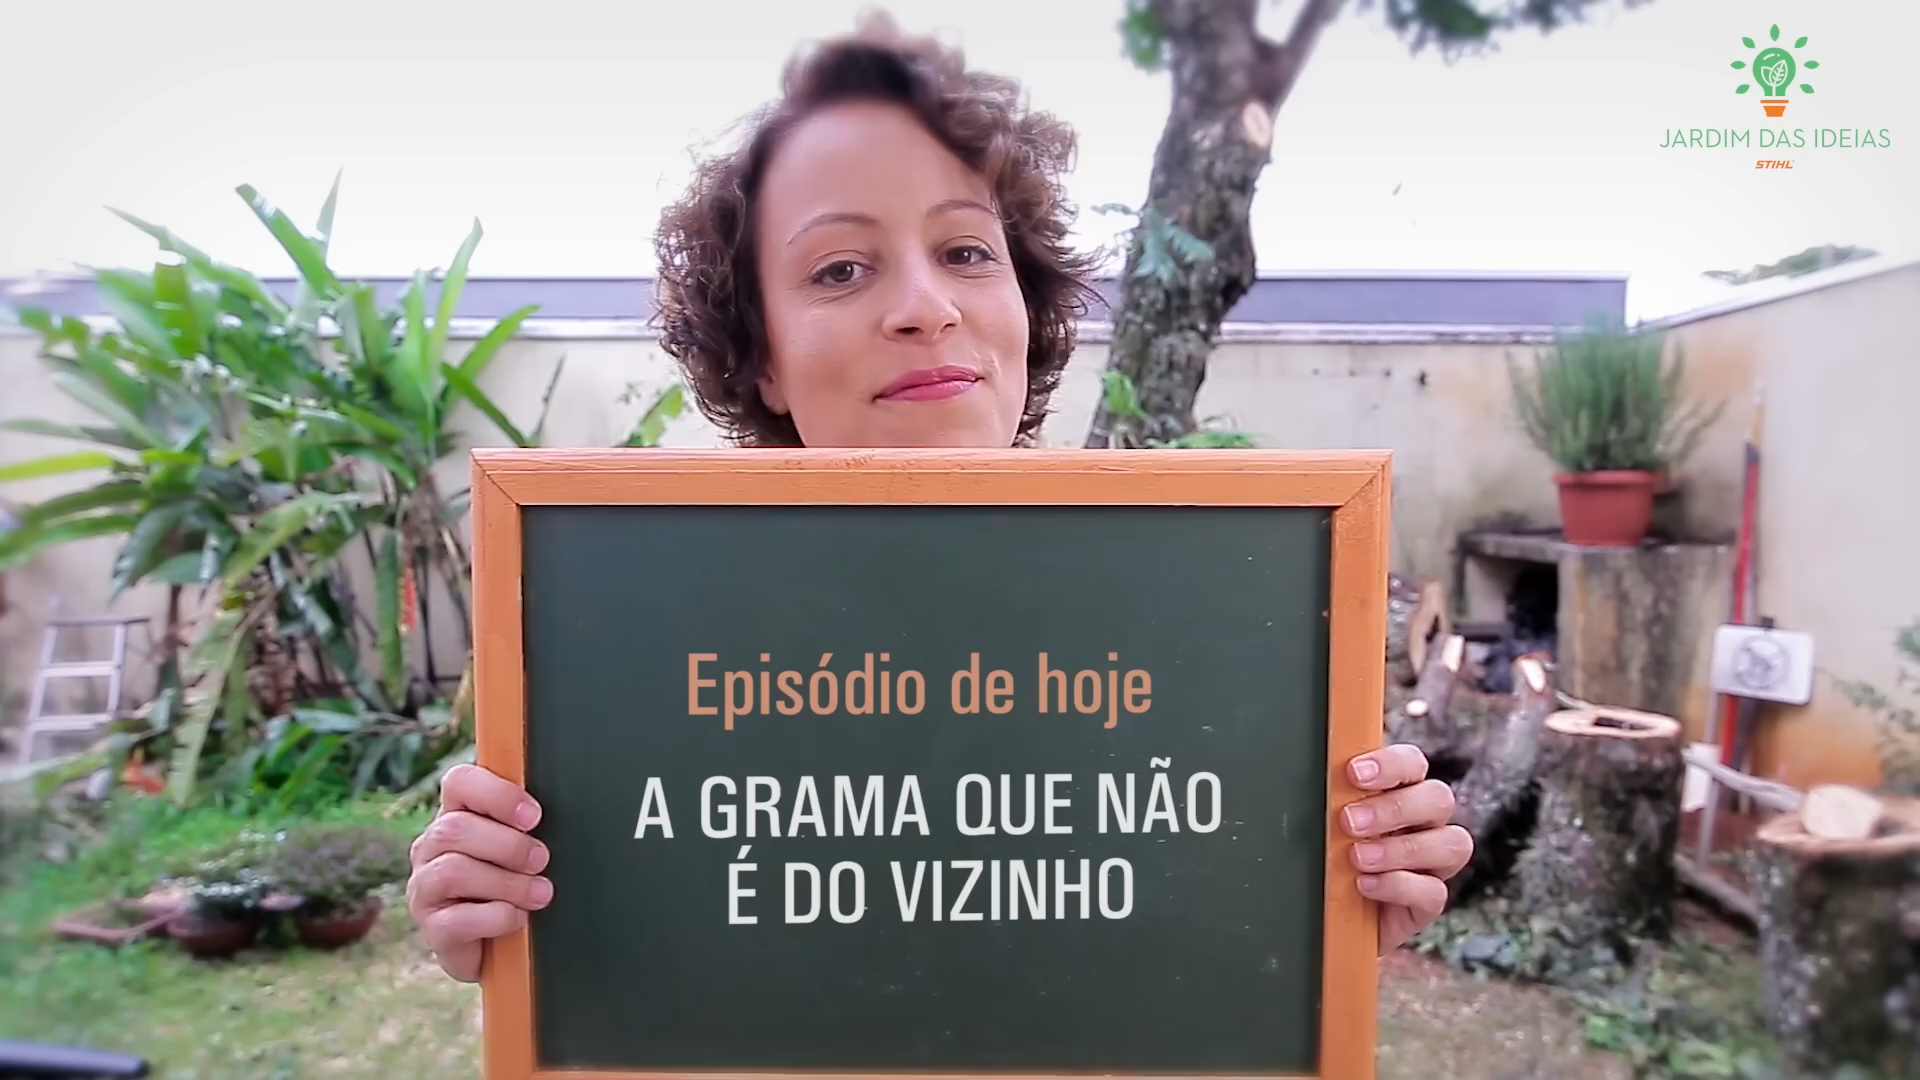 JARDIM DAS IDEIAS
STIHL
Episódio de hoje
A GRAMA QUE NÃO
É DO VIZINHO